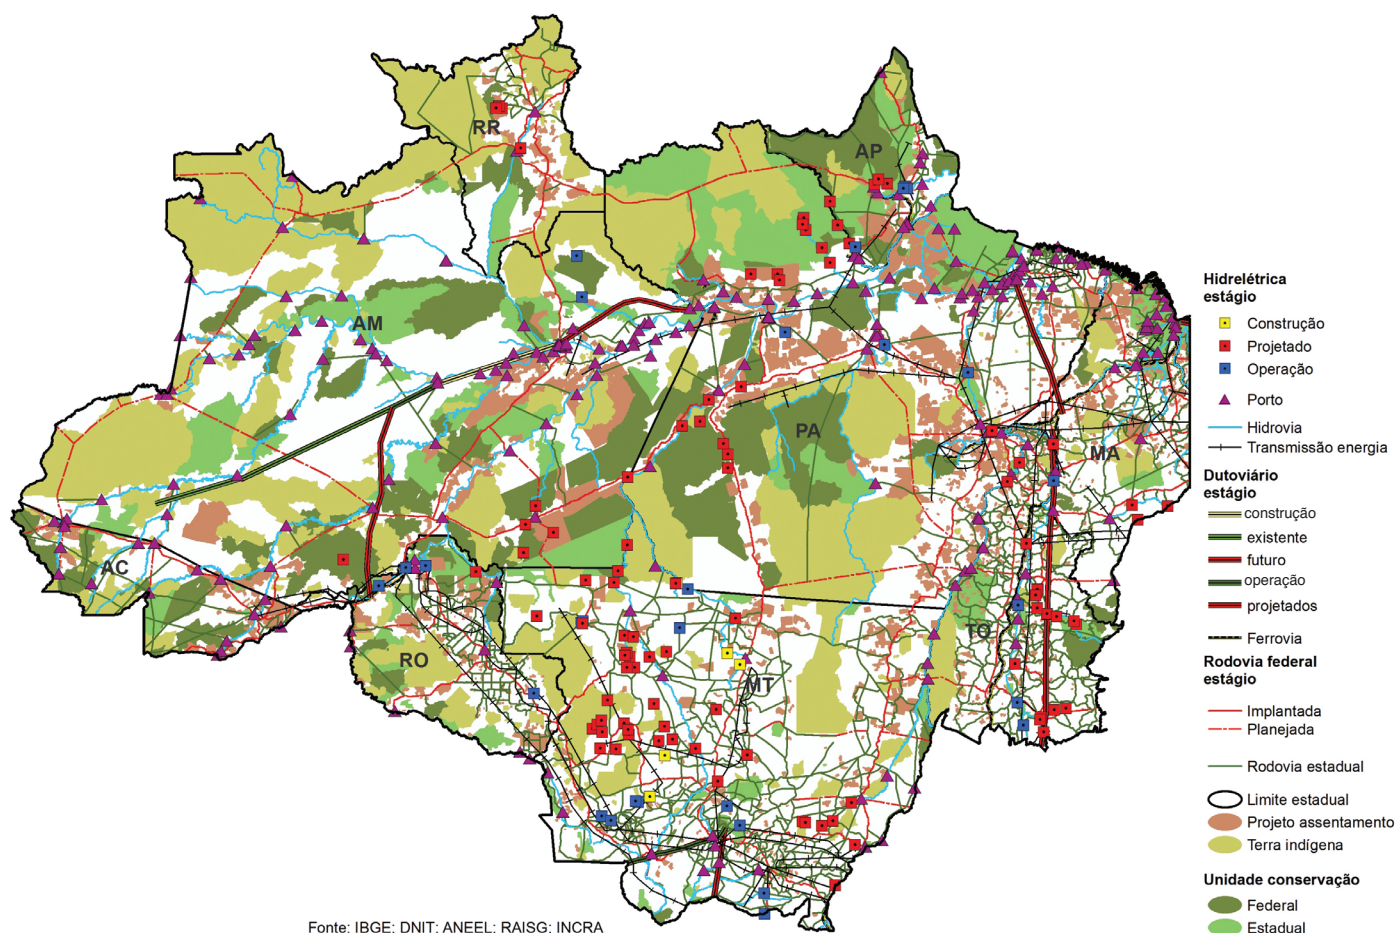 RR
AP
AM
PA
MA
AC
RO
TO
MT
Hidrelétrica
estágio
Construção
Projetado
Operação
Porto
Hidrovia
Transmissão energia
Dutoviário
estágio
construção
existente
futuro
operação
projetados
Ferrovia
Rodovia federal
estágio
Implantada
Planejada
Rodovia estadual
Limite estadual
Projeto assentamento
Terra indígena
Unidade conservação
Federal
Estadual
Fonte: IBGE; DNIT; ANEEL; RAISG; INCRA